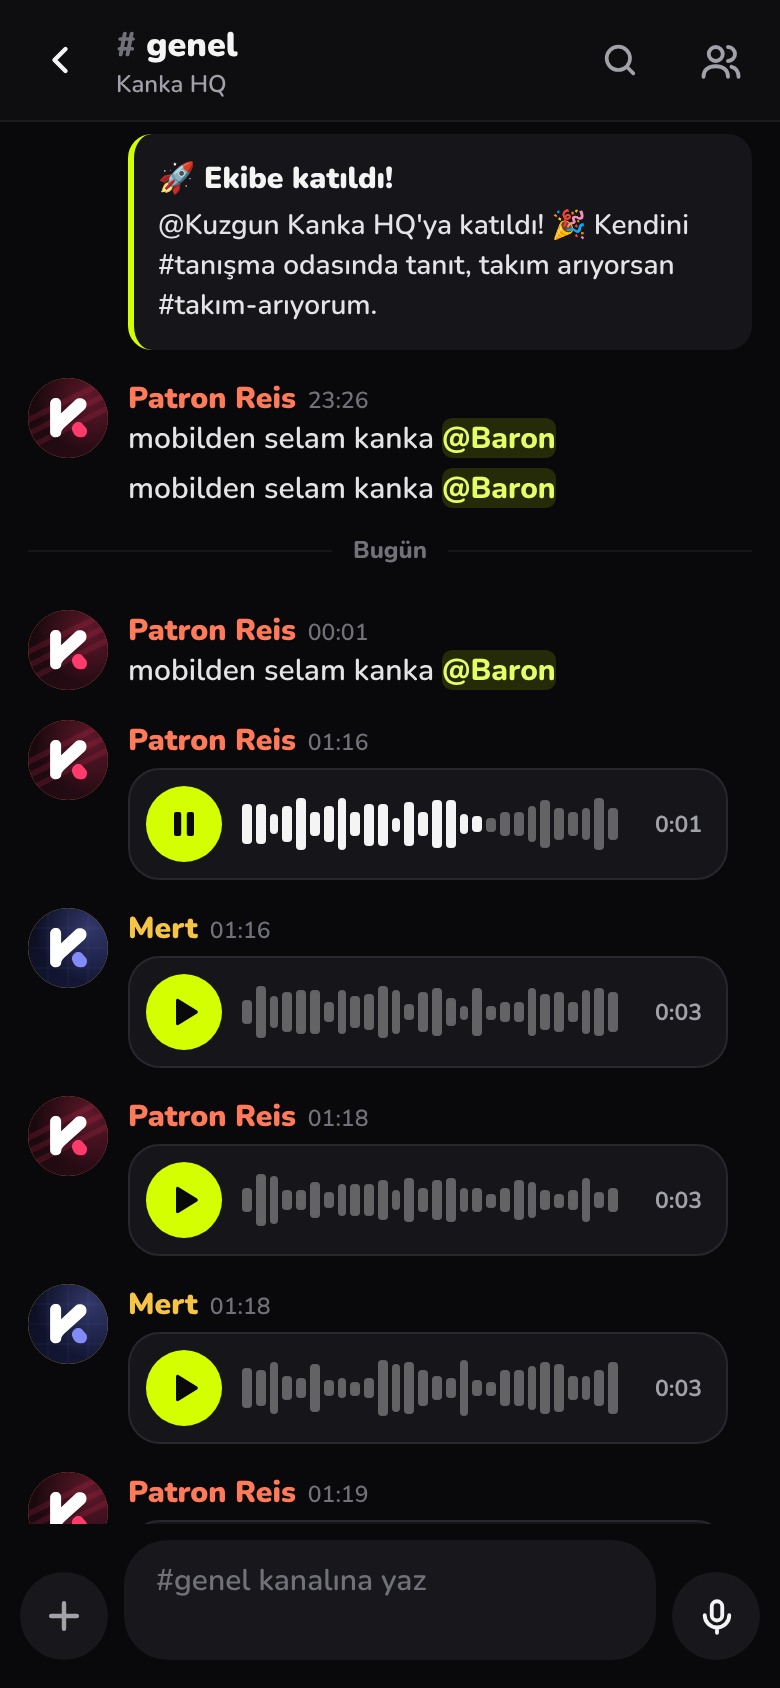 # genel
Kanka HQ
🚀 Ekibe katıldı!
@Kuzgun Kanka HQ'ya katıldı! 🎉 Kendini
#tanışma odasında tanıt, takım arıyorsan
#takım-arıyorum.
Patron Reis 23:26
mobilden selam kanka @Baron
mobilden selam kanka @Baron
Bugün
Patron Reis 00:01
mobilden selam kanka @Baron
Patron Reis 01:16
0:01
Mert 01:16
0:03
Patron Reis 01:18
0:03
Mert 01:18
0:03
Patron Reis 01:19
#genel kanalına yaz